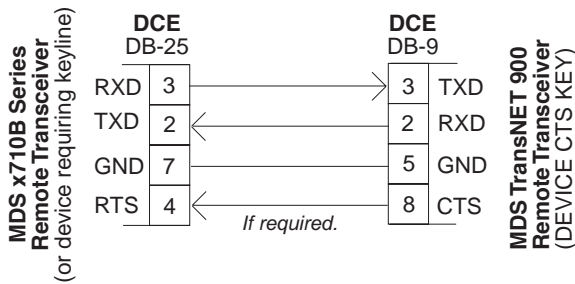 MDS x710B Series
Remote Transceiver
(or device requiring keyline)
DCE
DB-25
RXD 3
TXD 2
GND 7
RTS 4
If required.
DCE
DB-9
3 TXD
2 RXD
5 GND
8 CTS
MDS TransNET 900
Remote Transceiver
(DEVICE CTS KEY)